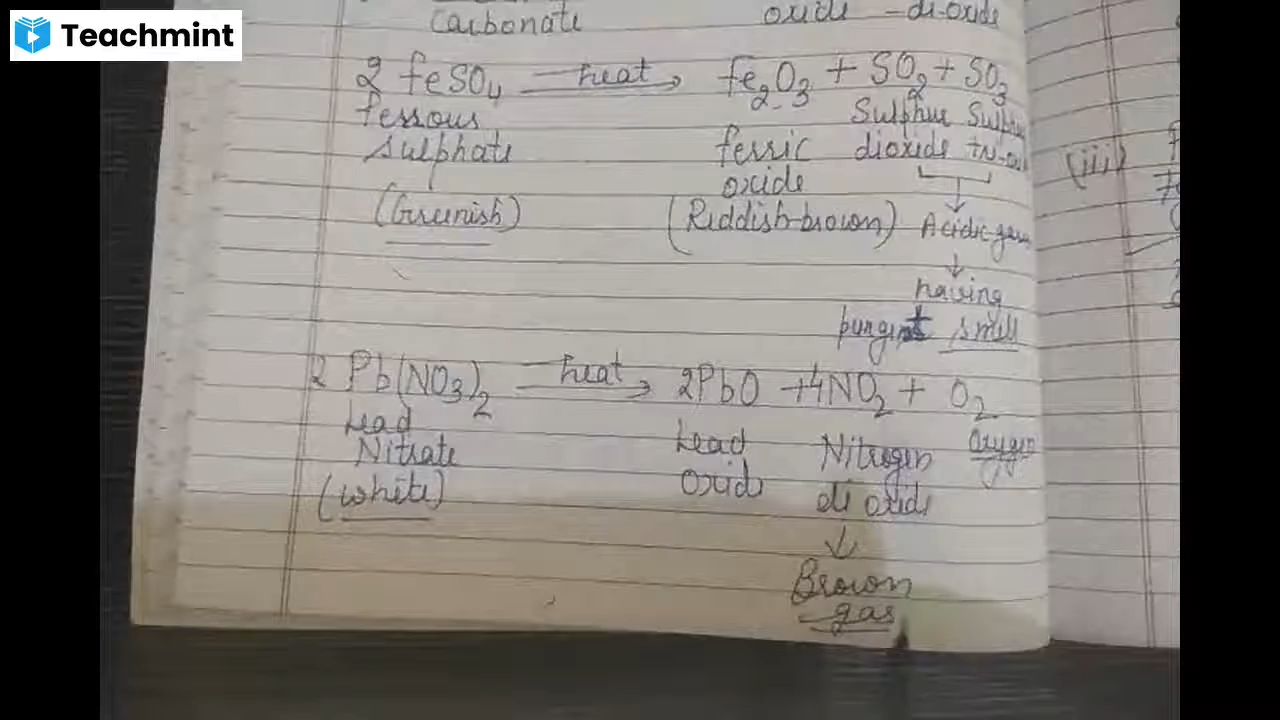 Teachmint
Carbonate oxide -di-oxide
2 FeSO4 heat → Fe2O3 + SO2 + SO3
ferrous Sulphur
sulphate ferric dioxide
oxide (iii)
(Greenish) (Riddish-brown) Acidic
↓
having
smell
2 Pb(NO3)2 heat → 2PbO +4NO2 + O2
Lead Lead Nitrogen Oxygen
Nitrate oxide di oxide
(white)
↓
Brown
gas